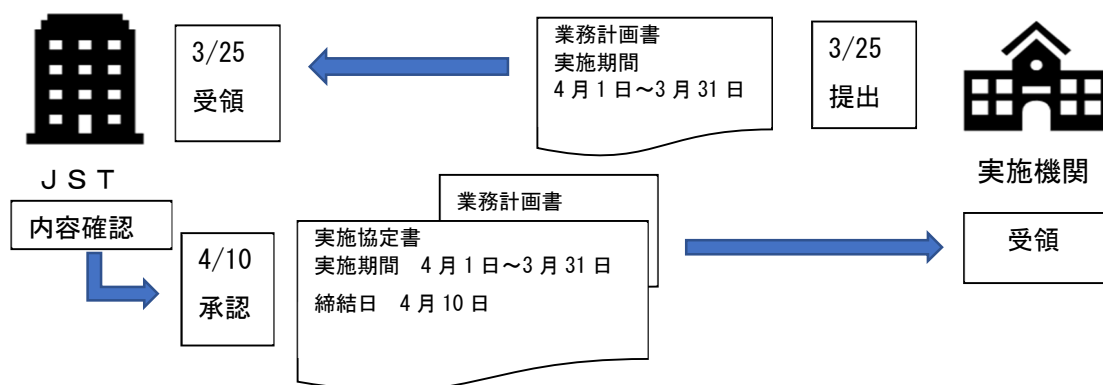 3/25
受領
業務計画書
実施期間
4月1日～3月31日
3/25
提出
ＪＳＴ
実施機関
内容確認
業務計画書
4/10
承認
実施協定書
実施期間　4月1日～3月31日
締結日　4月10日
受領